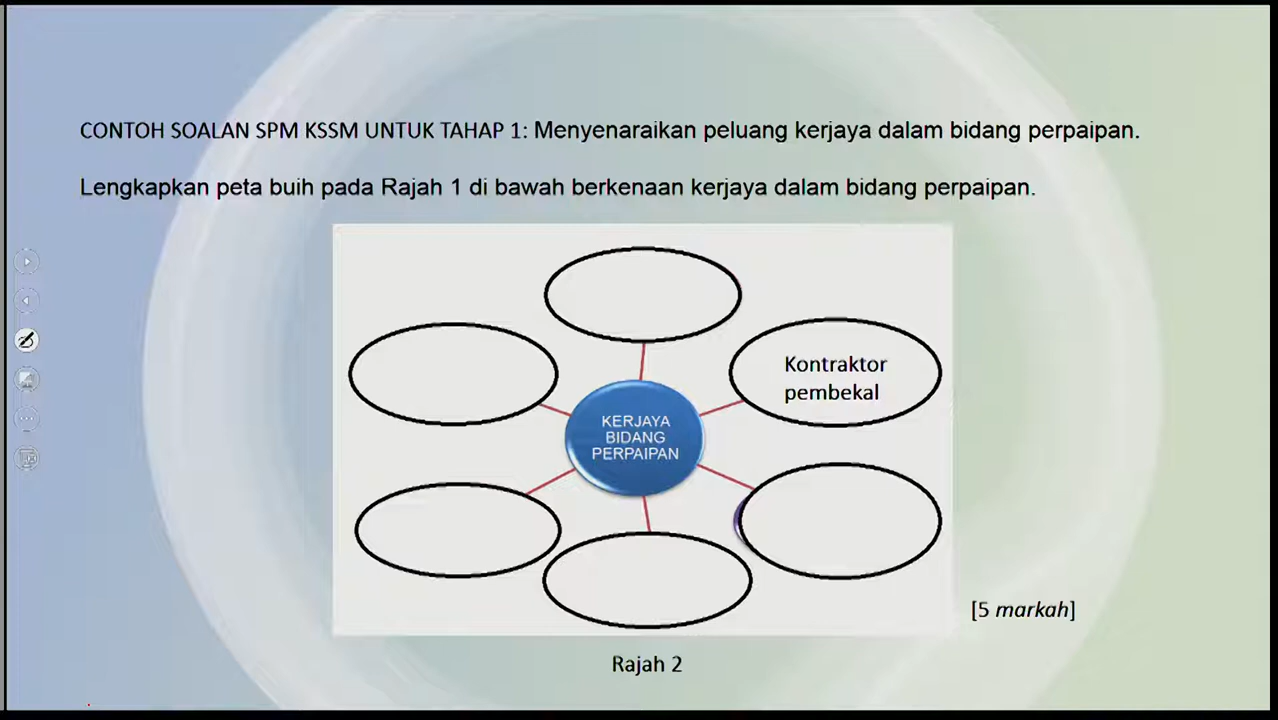 CONTOH SOALAN SPM KSSM UNTUK TAHAP 1: Menyenaraikan peluang kerjaya dalam bidang perpaipan.
Lengkapkan peta buih pada Rajah 1 di bawah berkenaan kerjaya dalam bidang perpaipan.
Kontraktor
pembekal
KERJAYA
BIDANG
PERPAIPAN
[5 markah]
Rajah 2